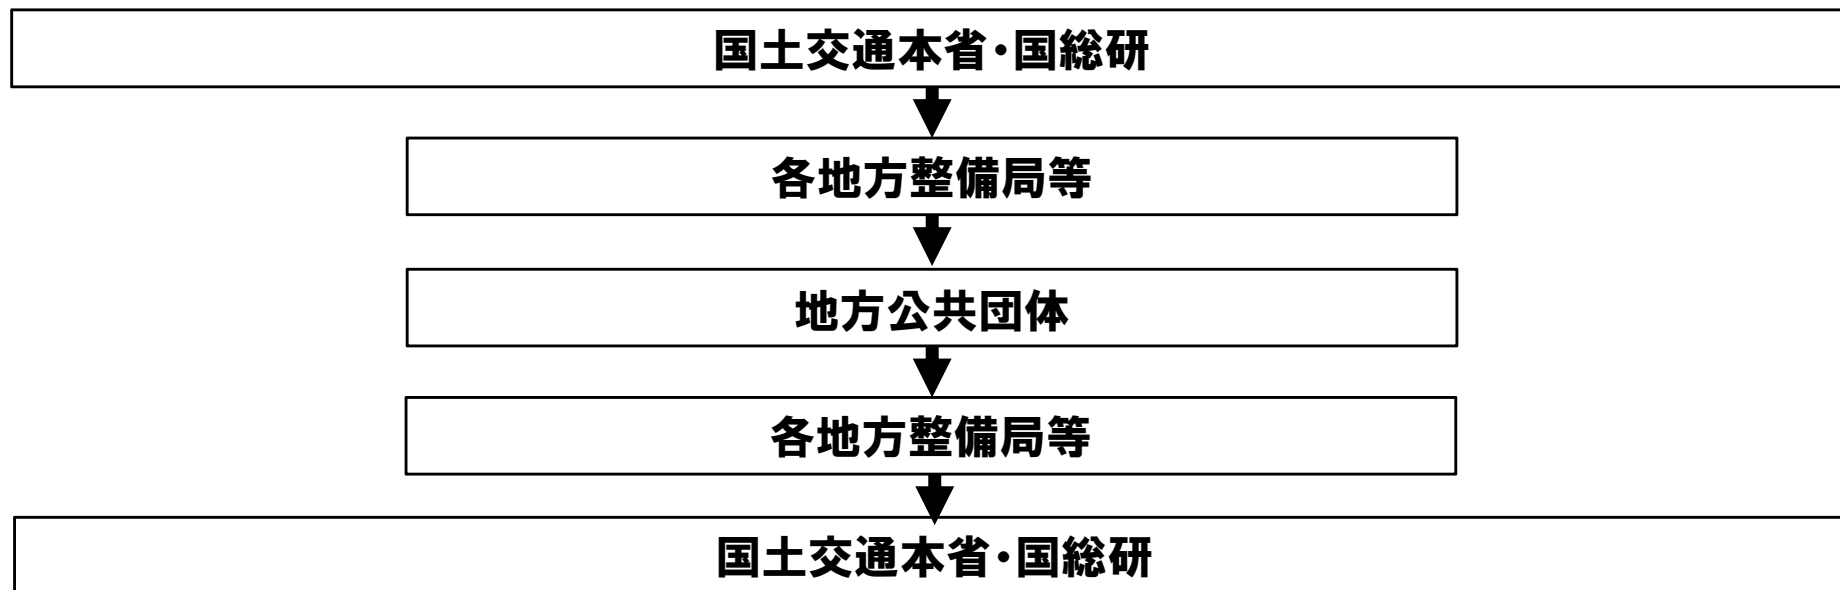 国土交通本省・国総研
各地方整備局等
地方公共団体
各地方整備局等
国土交通本省・国総研